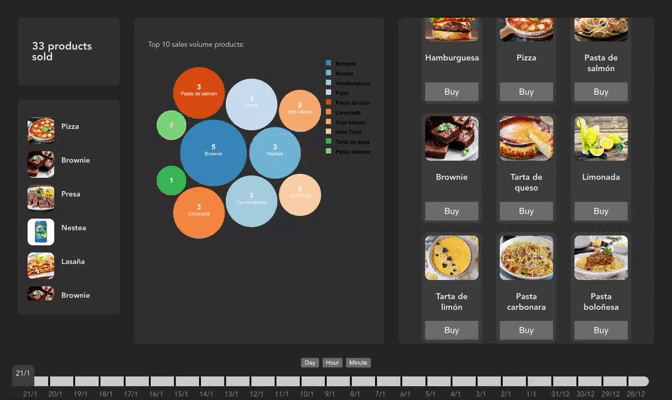 33 products
sold
Pizza
Brownie
Presa
Nestea
Lasaña
Brownie
Top 10 sales volume products:
3
Pasta de salmon
3
Pizza
2
1
5
Brownie
3
Nestea
1
3
Limonada
3
Hamburguesa
2
Brownie
Nestea
Hamburguesa
Pizza
Pasta de salm
Limonada
Vino blanco
Vino Tinto
Tarta de queso
Pasta boloñesa
Hamburguesa
Pizza
Pasta de
salmón
Buy
Buy
Buy
Brownie
Tarta de
queso
Limonada
Buy
Buy
Buy
Tarta de
limón
Pasta
carbonara
Pasta
boloñesa
Buy
Buy
Buy
Day
Hour
Minute
21/1
21/1 20/1 19/1 18/1 17/1 16/1 15/1 14/1 13/1 12/1 11/1 10/1 9/1 8/1 7/1 6/1 5/1 4/1 3/1 2/1 1/1 31/12 30/12 29/12 28/12